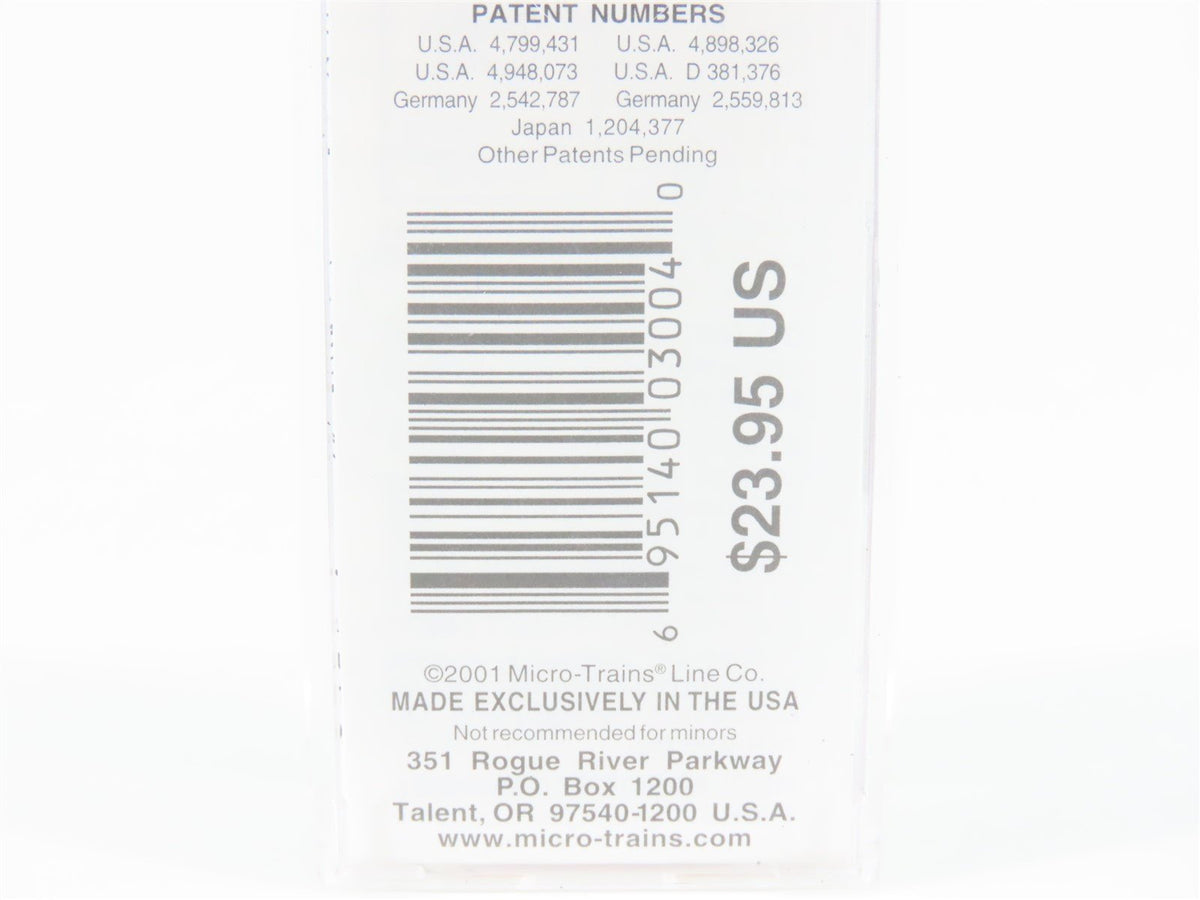 PATENT NUMBERS
U.S.A. 4,799,431 U.S.A. 4,898,326
U.S.A. 4,948,073 U.S.A. D 381,376
Germany 2,542,787 Germany 2,559,813
Japan 1,204,377
Other Patents Pending
6 95140 03004 0
$23.95 US
©2001 Micro-Trains® Line Co.
MADE EXCLUSIVELY IN THE USA
Not recommended for minors
351 Rogue River Parkway
P.O. Box 1200
Talent, OR 97540-1200 U.S.A.
www.micro-trains.com